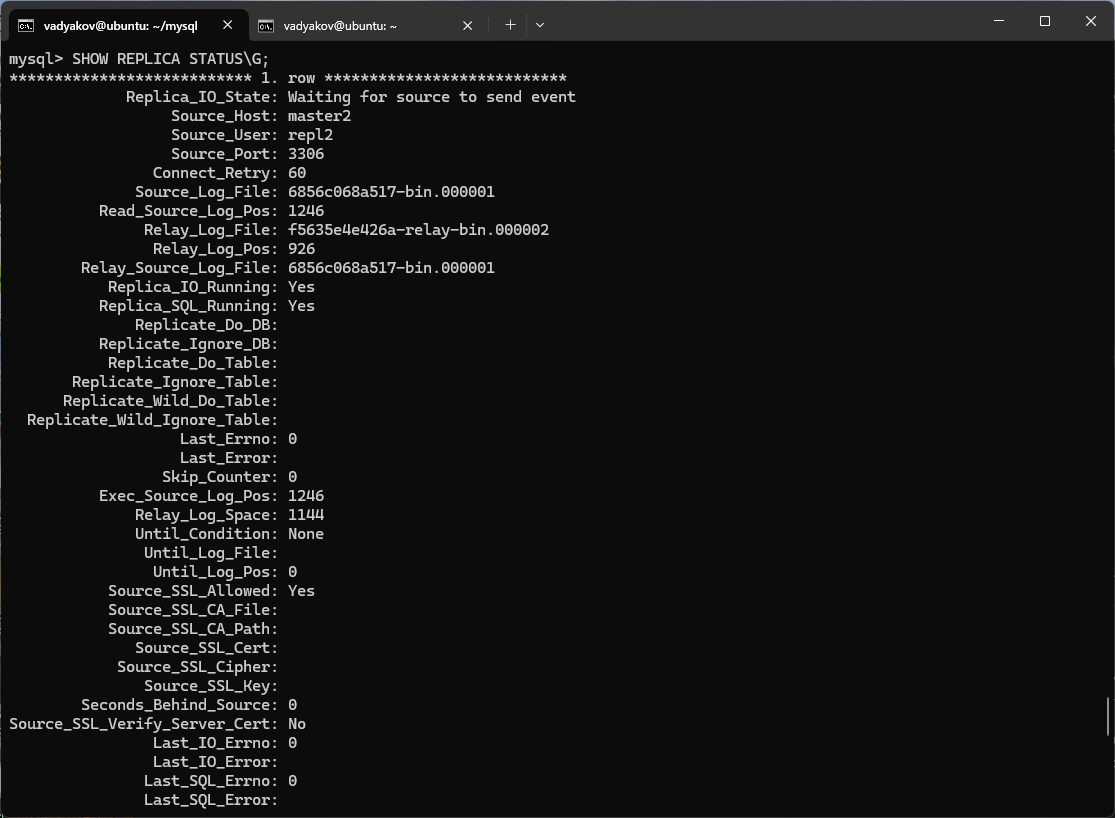 vadyakov@ubuntu: ~/mysql
vadyakov@ubuntu: ~
mysql> SHOW REPLICA STATUS\G;
*************************** 1. row ***************************
Replica_IO_State: Waiting for source to send event
Source_Host: master2
Source_User: repl2
Source_Port: 3306
Connect_Retry: 60
Source_Log_File: 6856c068a517-bin.000001
Read_Source_Log_Pos: 1246
Relay_Log_File: f5635e4e426a-relay-bin.000002
Relay_Log_Pos: 926
Relay_Source_Log_File: 6856c068a517-bin.000001
Replica_IO_Running: Yes
Replica_SQL_Running: Yes
Replicate_Do_DB:
Replicate_Ignore_DB:
Replicate_Do_Table:
Replicate_Ignore_Table:
Replicate_Wild_Do_Table:
Replicate_Wild_Ignore_Table:
Last_Errno: 0
Last_Error:
Skip_Counter: 0
Exec_Source_Log_Pos: 1246
Relay_Log_Space: 1144
Until_Condition: None
Until_Log_File:
Until_Log_Pos: 0
Source_SSL_Allowed: Yes
Source_SSL_CA_File:
Source_SSL_CA_Path:
Source_SSL_Cert:
Source_SSL_Cipher:
Source_SSL_Key:
Seconds_Behind_Source: 0
Source_SSL_Verify_Server_Cert: No
Last_IO_Errno: 0
Last_IO_Error:
Last_SQL_Errno: 0
Last_SQL_Error: